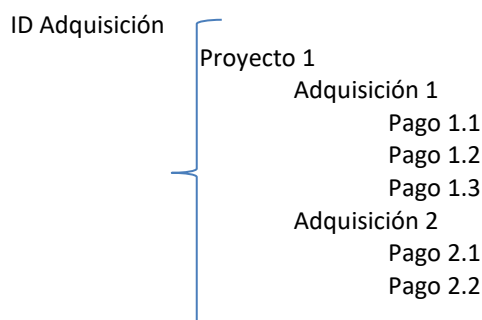 ID Adquisición
Proyecto 1
Adquisición 1
Pago 1.1
Pago 1.2
Pago 1.3
Adquisición 2
Pago 2.1
Pago 2.2